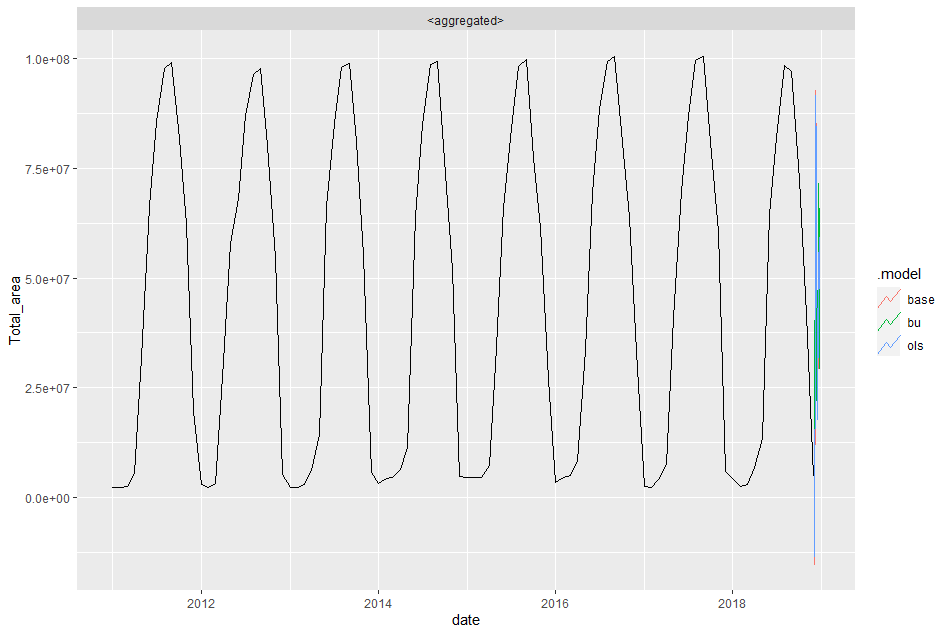 <aggregated>
1.0e+08
7.5e+07
5.0e+07
2.5e+07
0.0e+00
Total_area
2012
2014
2016
2018
date
.model
base
bu
ols